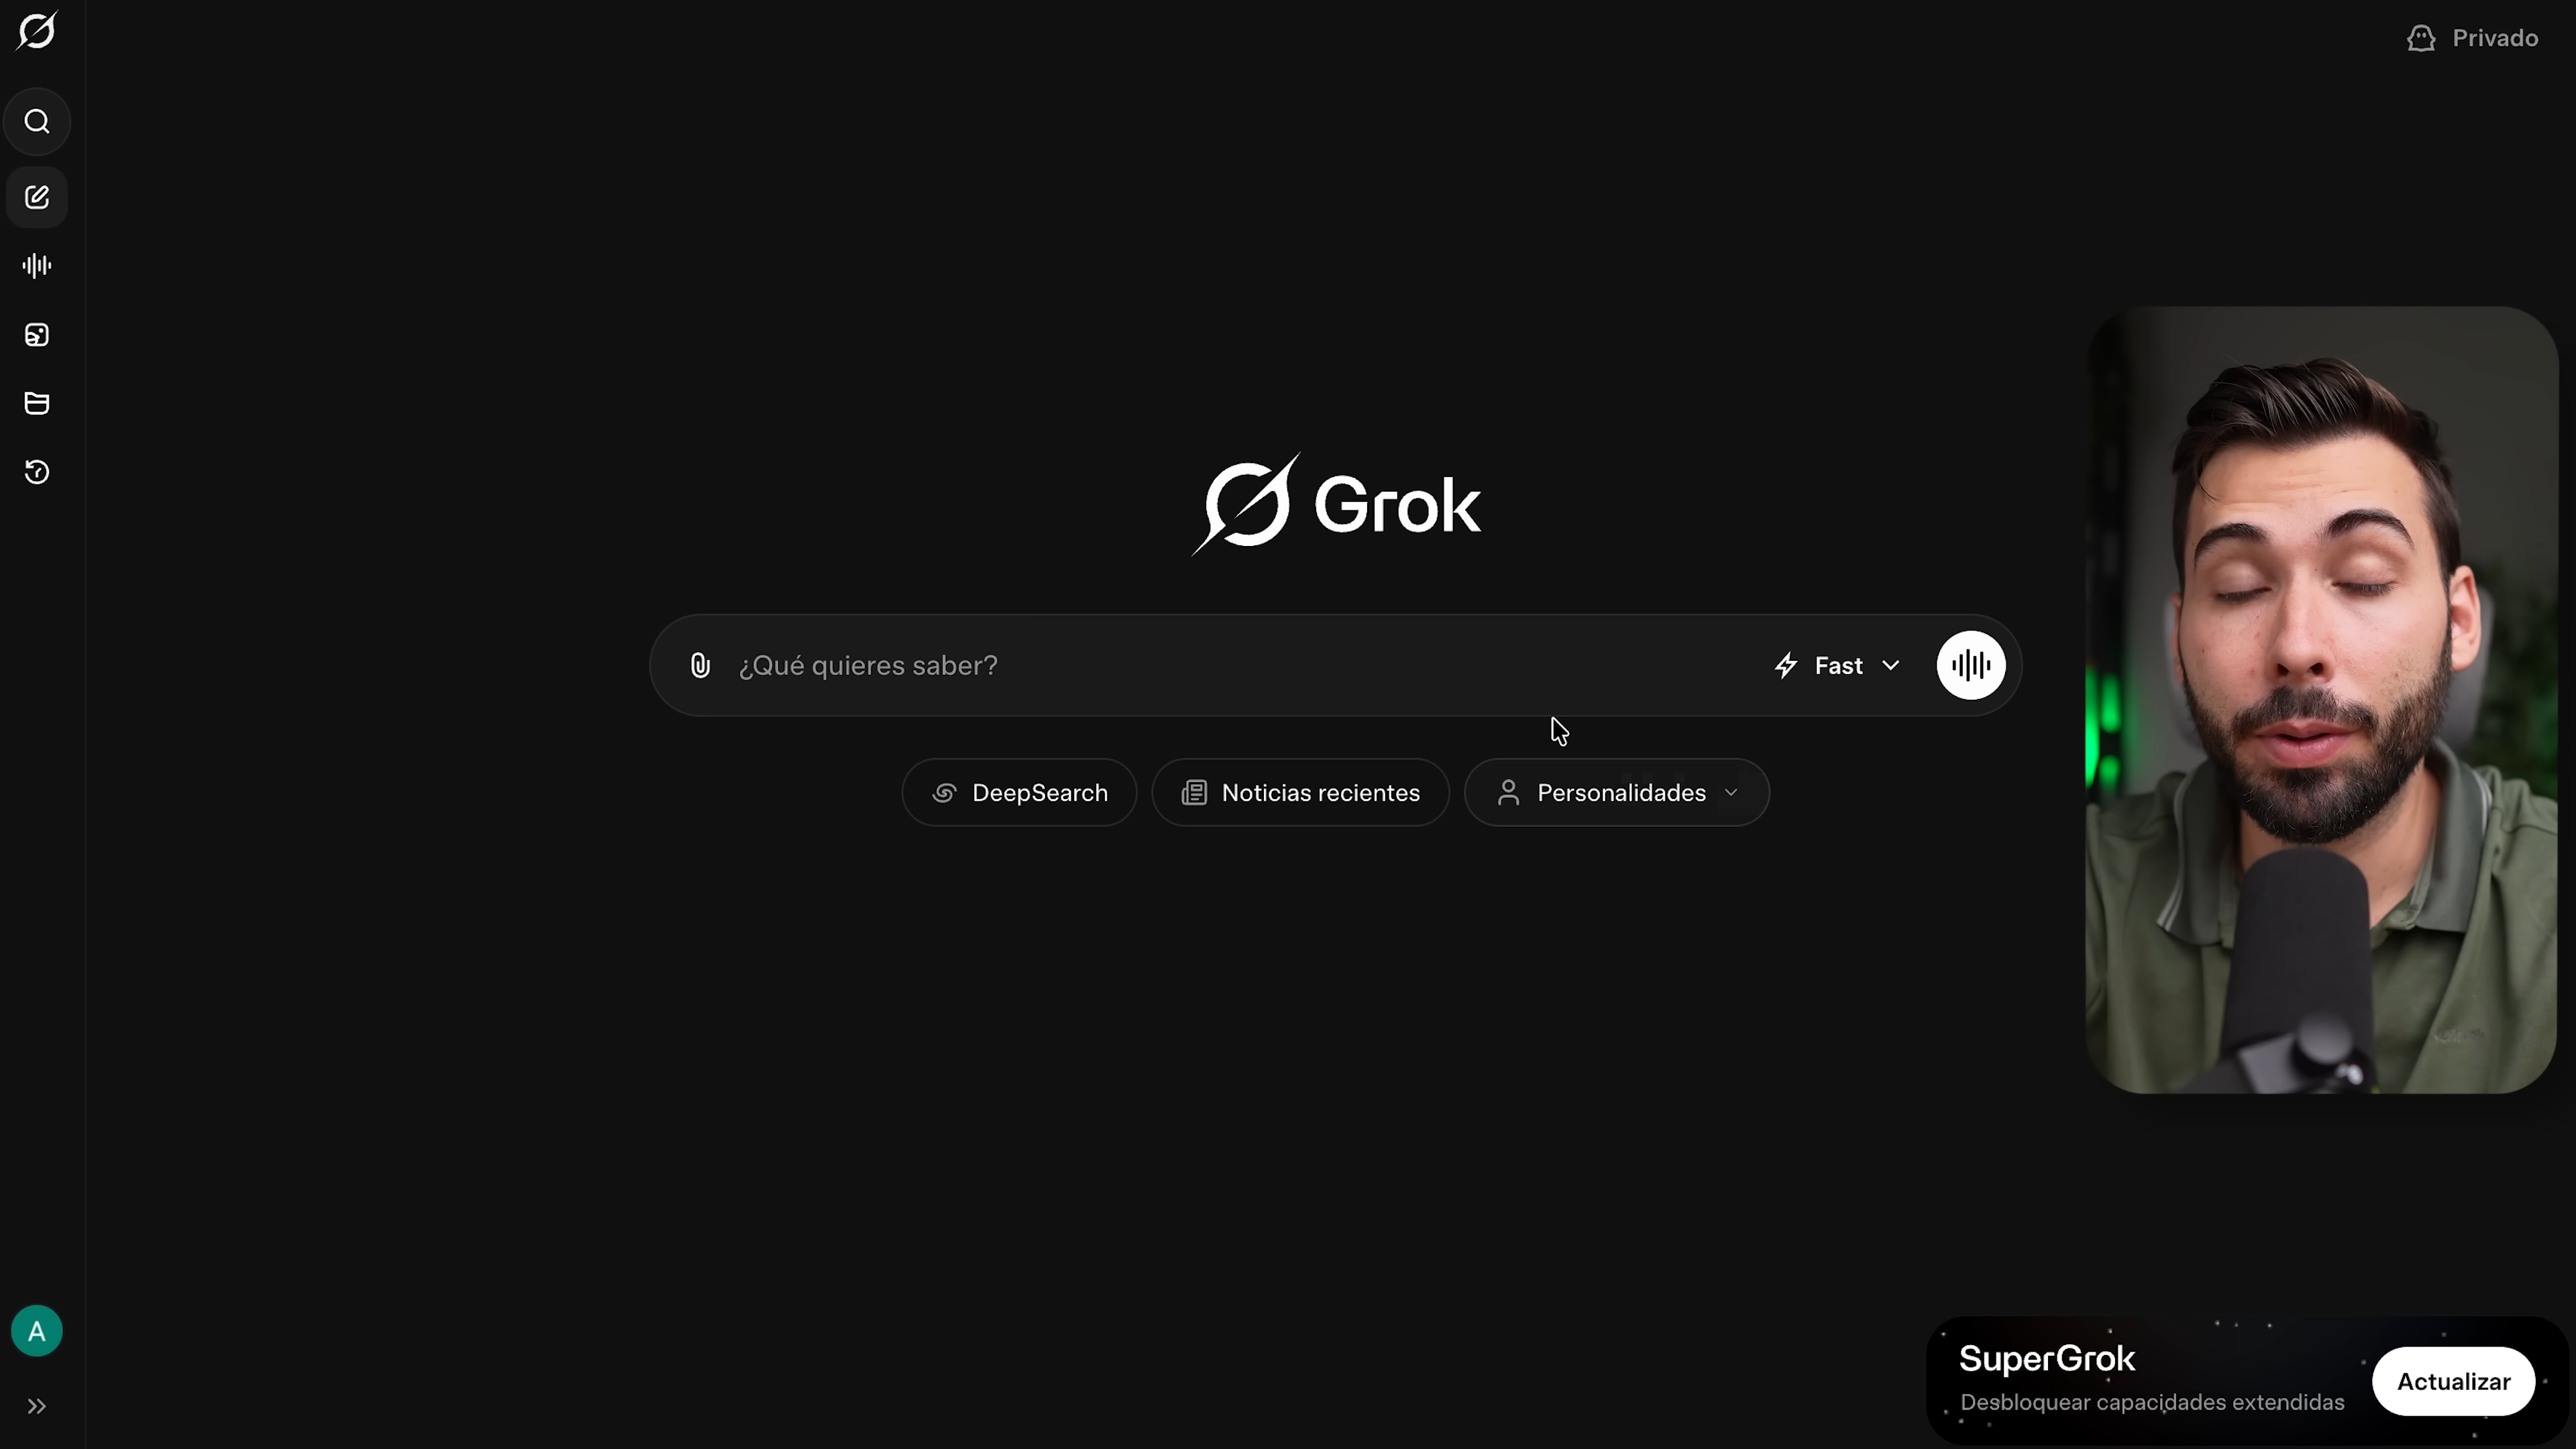 Privado
Grok
¿Qué quieres saber?
Fast
DeepSearch
Noticias recientes
Personalidades
A
SuperGrok
Desbloquear capacidades extendidas
Actualizar